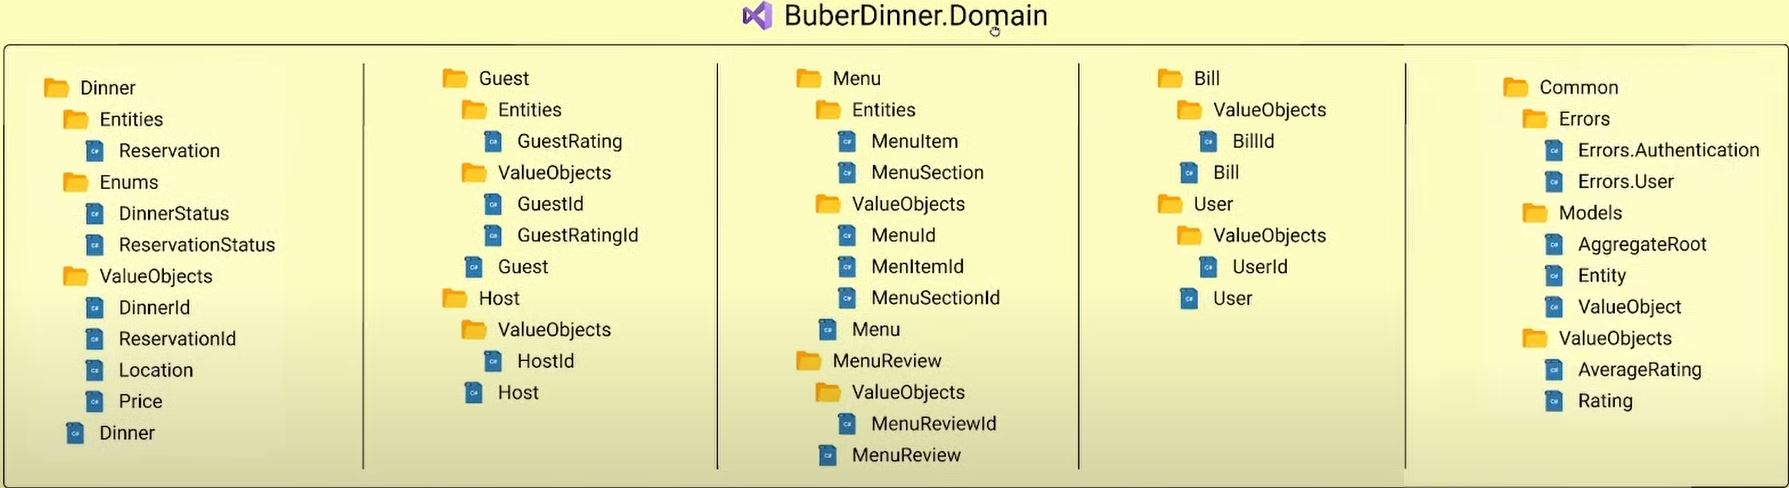 BuberDinner.Domain
Dinner
Entities
Reservation
Enums
DinnerStatus
ReservationStatus
ValueObjects
DinnerId
ReservationId
Location
Price
Dinner
Guest
Entities
GuestRating
ValueObjects
GuestId
GuestRatingId
Guest
Host
ValueObjects
HostId
Host
Menu
Entities
MenuItem
MenuSection
ValueObjects
MenuId
MenItemId
MenuSectionId
Menu
MenuReview
ValueObjects
MenuReviewId
MenuReview
Bill
ValueObjects
BillId
Bill
User
ValueObjects
UserId
User
Common
Errors
Errors.Authentication
Errors.User
Models
AggregateRoot
Entity
ValueObject
ValueObjects
AverageRating
Rating